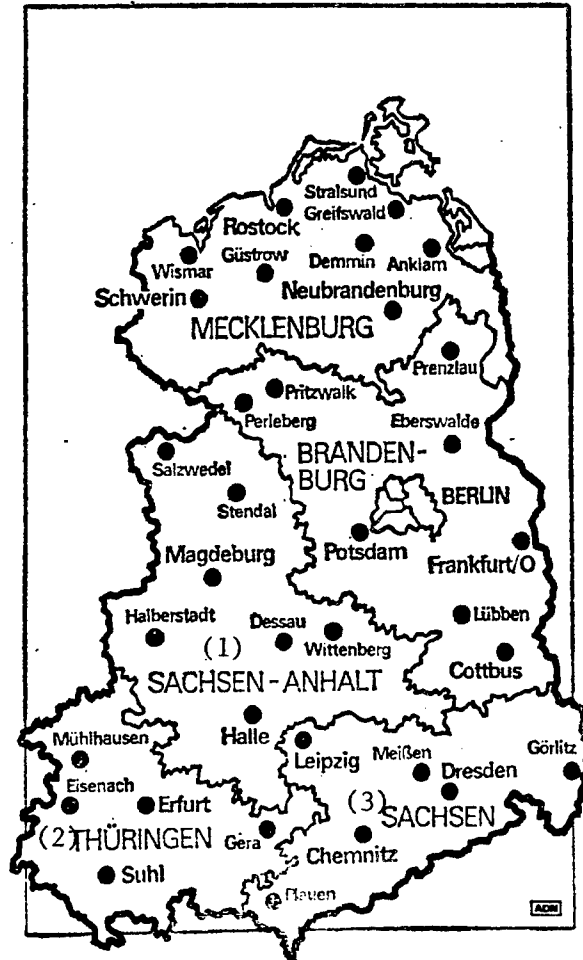 Stralsund
Greifswald
Rostock
Güstrow
Demmin
Anklam
Wismar
Schwerin
Neubrandenburg
MECKLENBURG
Prenzlau
Pritzwalk
Perleberg
Eberswalde
BRANDEN-
BURG
Salzwedel
BERLIN
Stendal
Potsdam
Magdeburg
Frankfurt/O
Halberstadt
Dessau
Lübben
(1)
Wittenberg
Cottbus
SACHSEN-ANHALT
Halle
Mühlhausen
Leipzig
Meißen
Görlitz
Dresden
Eisenach
Erfurt
(3)
SACHSEN
(2) THÜRINGEN
Gera
Chemnitz
Suhl
Plauen
ADN